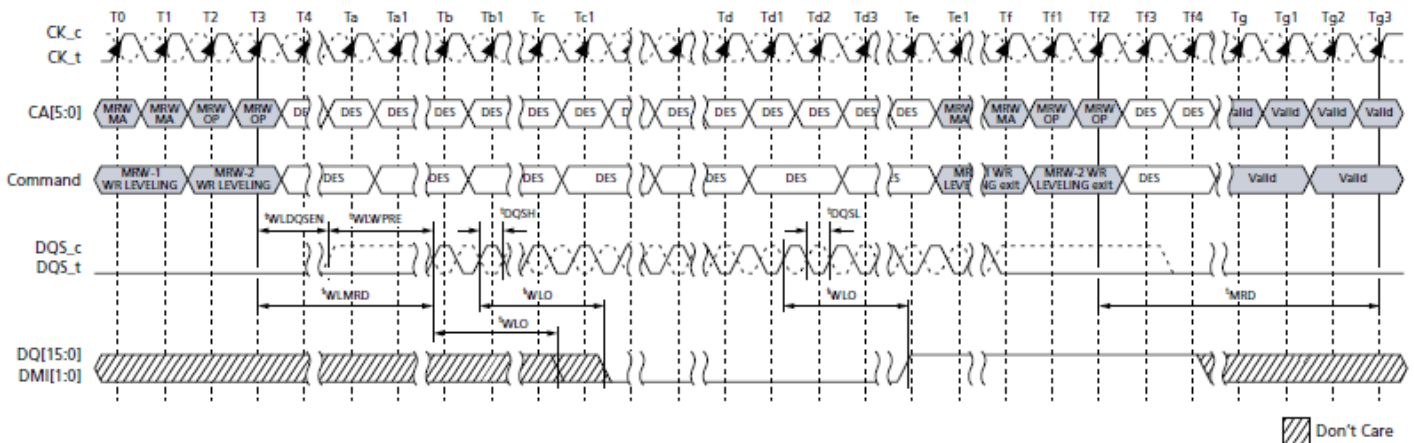 T0 T1 T2 T3 T4 Ta Ta1 Tb Tb1 Tc Tc1 Td Td1 Td2 Td3 Te Te1 Tf Tf1 Tf2 Tf3 Tf4 Tg Tg1 Tg2 Tg3
CK_c
CK_t
CA[5:0]
MRW MRW MRW MRW DES DES DES DES DES DES DES DES DES DES DES DES MRW MRW MRW MRW DES DES Valid Valid Valid
MA MA OP OP MA MA OP OP
Command
MRW-1 MRW-2 DES DES DES DES DES DES MRW-2 WR DES Valid Valid
WR LEVELING WR LEVELING LEVELING exit
tWLDQSEN tWLWPRE tDQSH tDQSL
DQS_c
DQS_t
tWLMRD tWLO tWLO tMRD
tWLO
DQ[15:0]
DMI[1:0]
Don't Care